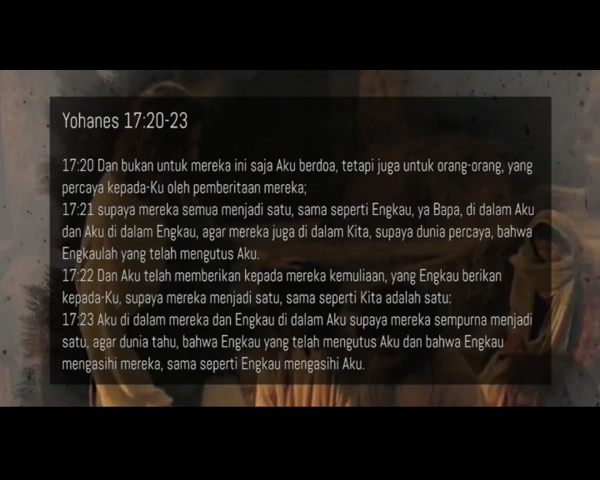 Yohanes 17:20-23
17:20 Dan bukan untuk mereka ini saja Aku berdoa, tetapi juga untuk orang-orang, yang
percaya kepada-Ku oleh pemberitaan mereka;
17:21 supaya mereka semua menjadi satu, sama seperti Engkau, ya Bapa, di dalam Aku
dan Aku di dalam Engkau, agar mereka juga di dalam Kita, supaya dunia percaya, bahwa
Engkaulah yang telah mengutus Aku.
17:22 Dan Aku telah memberikan kepada mereka kemuliaan, yang Engkau berikan
kepada-Ku, supaya mereka menjadi satu, sama seperti Kita adalah satu:
17:23 Aku di dalam mereka dan Engkau di dalam Aku supaya mereka sempurna menjadi
satu, agar dunia tahu, bahwa Engkau yang telah mengutus Aku dan bahwa Engkau
mengasihi mereka, sama seperti Engkau mengasihi Aku.